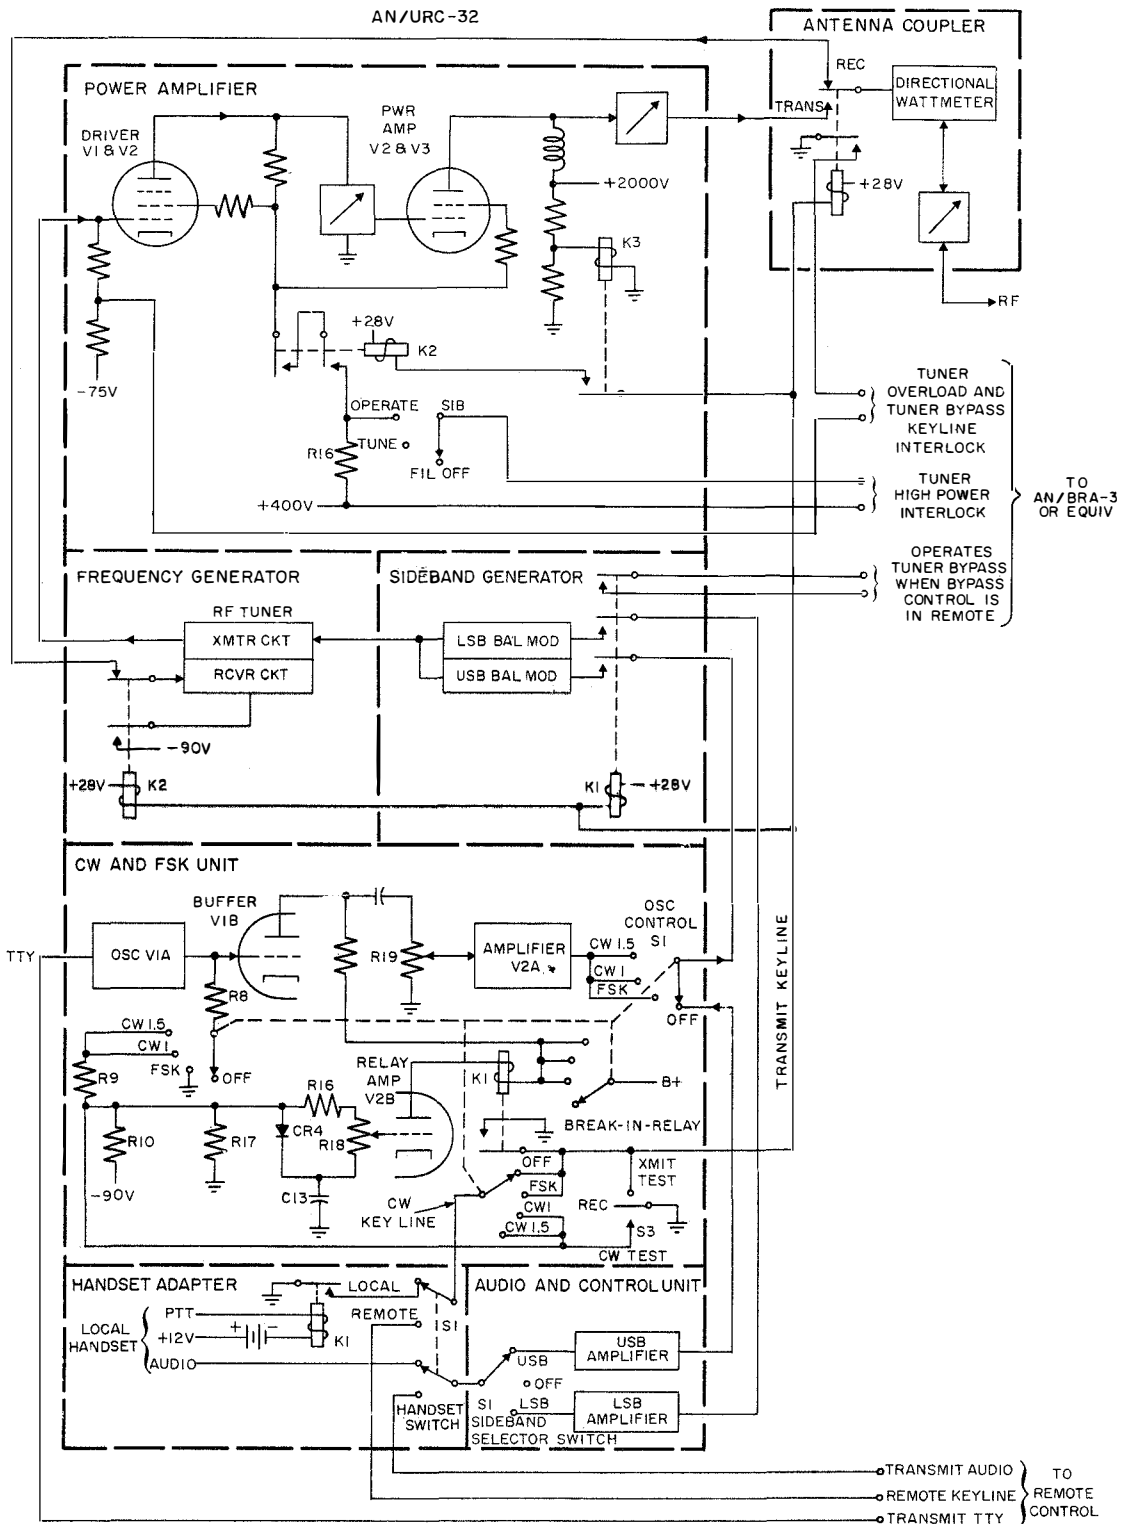 AN/URC-32
ANTENNA COUPLER
REC
DIRECTIONAL
WATTMETER
TRANS
+28V
RF
POWER AMPLIFIER
DRIVER
V1 & V2
PWR
AMP
V2 & V3
+2000V
K3
+28V
K2
-75V
OPERATE
SIB
TUNE
R16
FIL OFF
+400V
TUNER
OVERLOAD AND
TUNER BYPASS
KEYLINE
INTERLOCK
TUNER
HIGH POWER
INTERLOCK
TO
AN/BRA-3
OR EQUIV
OPERATES
TUNER BYPASS
WHEN BYPASS
CONTROL IS
IN REMOTE
FREQUENCY GENERATOR
RF TUNER
XMTR CKT
RCVR CKT
-90V
+28V
K2
SIDEBAND GENERATOR
LSB BAL MOD
USB BAL MOD
K1
+28V
CW AND FSK UNIT
BUFFER
V1B
TTY
OSC V1A
R8
R19
AMPLIFIER
V2A
OSC
CONTROL
S1
CW 1.5
CW 1
FSK
OFF
TRANSMIT KEYLINE
CW 1.5
CW 1
FSK
OFF
R9
RELAY
AMP
V2B
K1
B+
BREAK-IN-RELAY
R16
R10
R17
CR4
R18
-90V
C13
OFF
FSK
CW1
CW 1.5
CW
KEY LINE
XMIT
TEST
REC
S3
CW TEST
HANDSET ADAPTER
LOCAL
REMOTE
S1
LOCAL
HANDSET
PTT
+12V
+ -
K1
AUDIO
HANDSET
SWITCH
AUDIO AND CONTROL UNIT
USB
AMPLIFIER
USB
OFF
LSB
S1
SIDEBAND
SELECTOR SWITCH
LSB
AMPLIFIER
TRANSMIT AUDIO
REMOTE KEYLINE
TRANSMIT TTY
TO
REMOTE
CONTROL